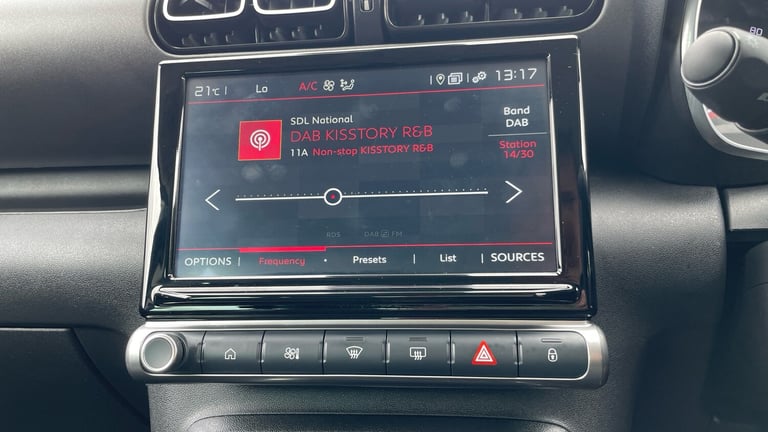 21°C Lo A/C 13:17
SDL National
DAB KISSTORY R&B
11A Non-stop KISSTORY R&B
Band
DAB
Station
14/30
RDS DAB FM
OPTIONS Frequency Presets List SOURCES
80